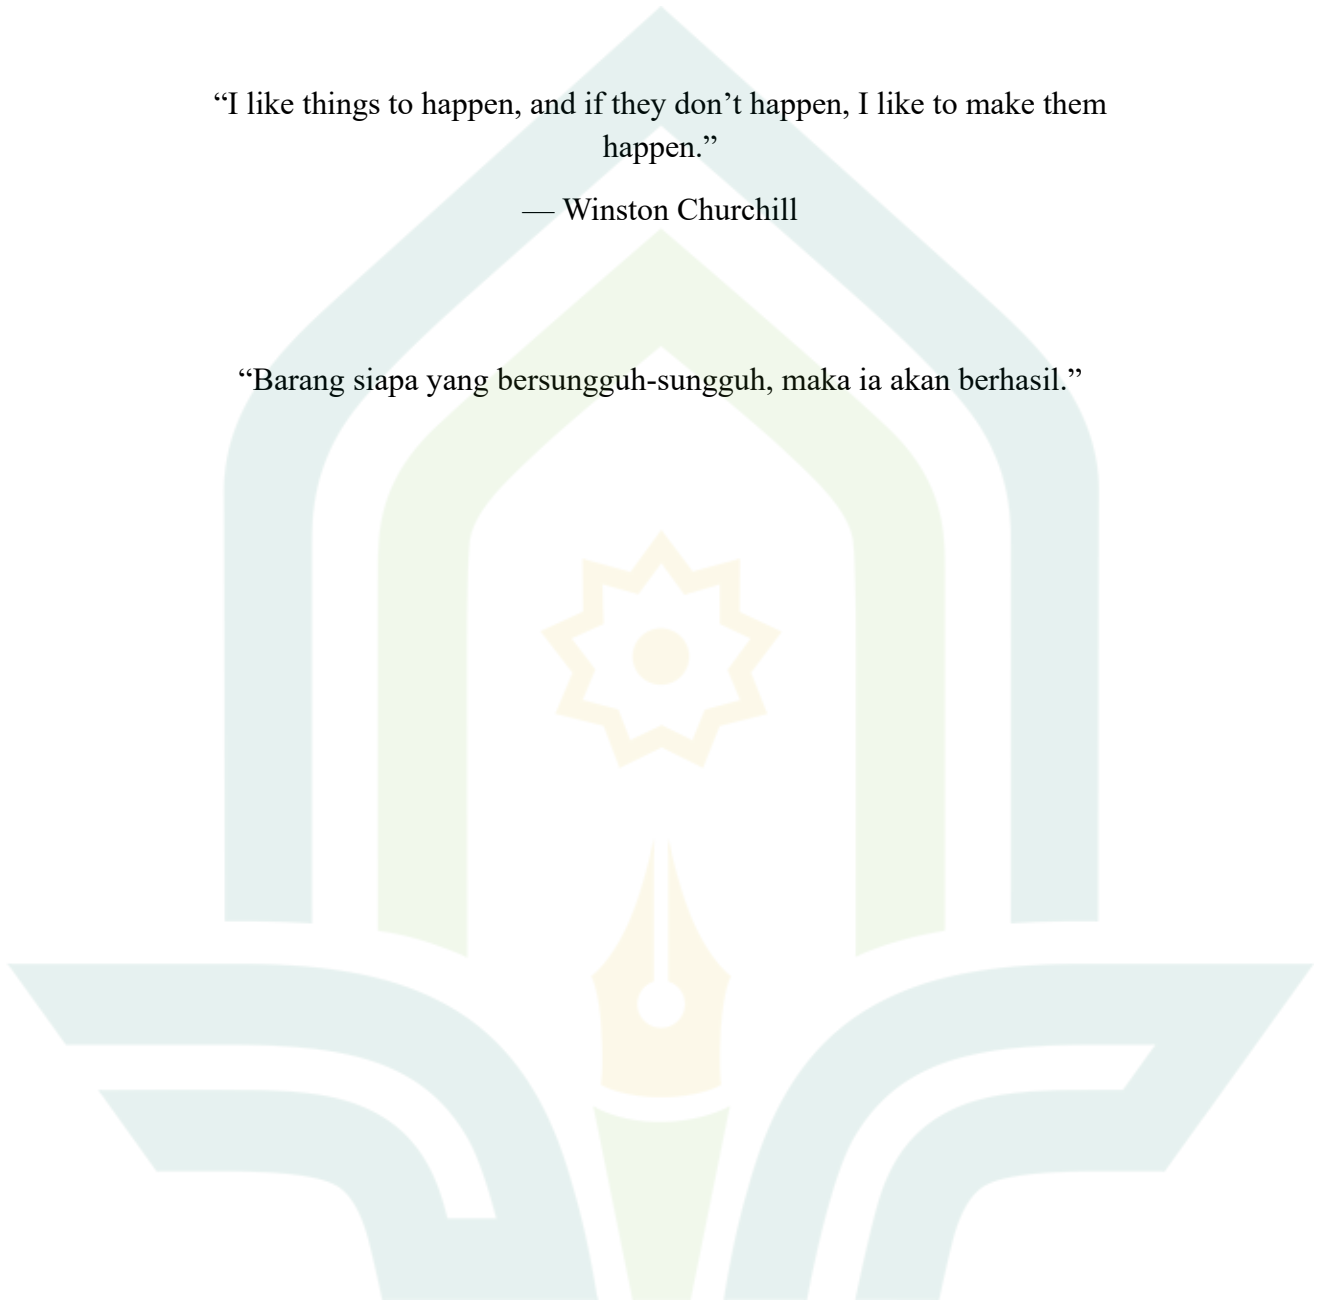 “I like things to happen, and if they don’t happen, I like to make them
happen.”
— Winston Churchill
“Barang siapa yang bersungguh-sungguh, maka ia akan berhasil.”